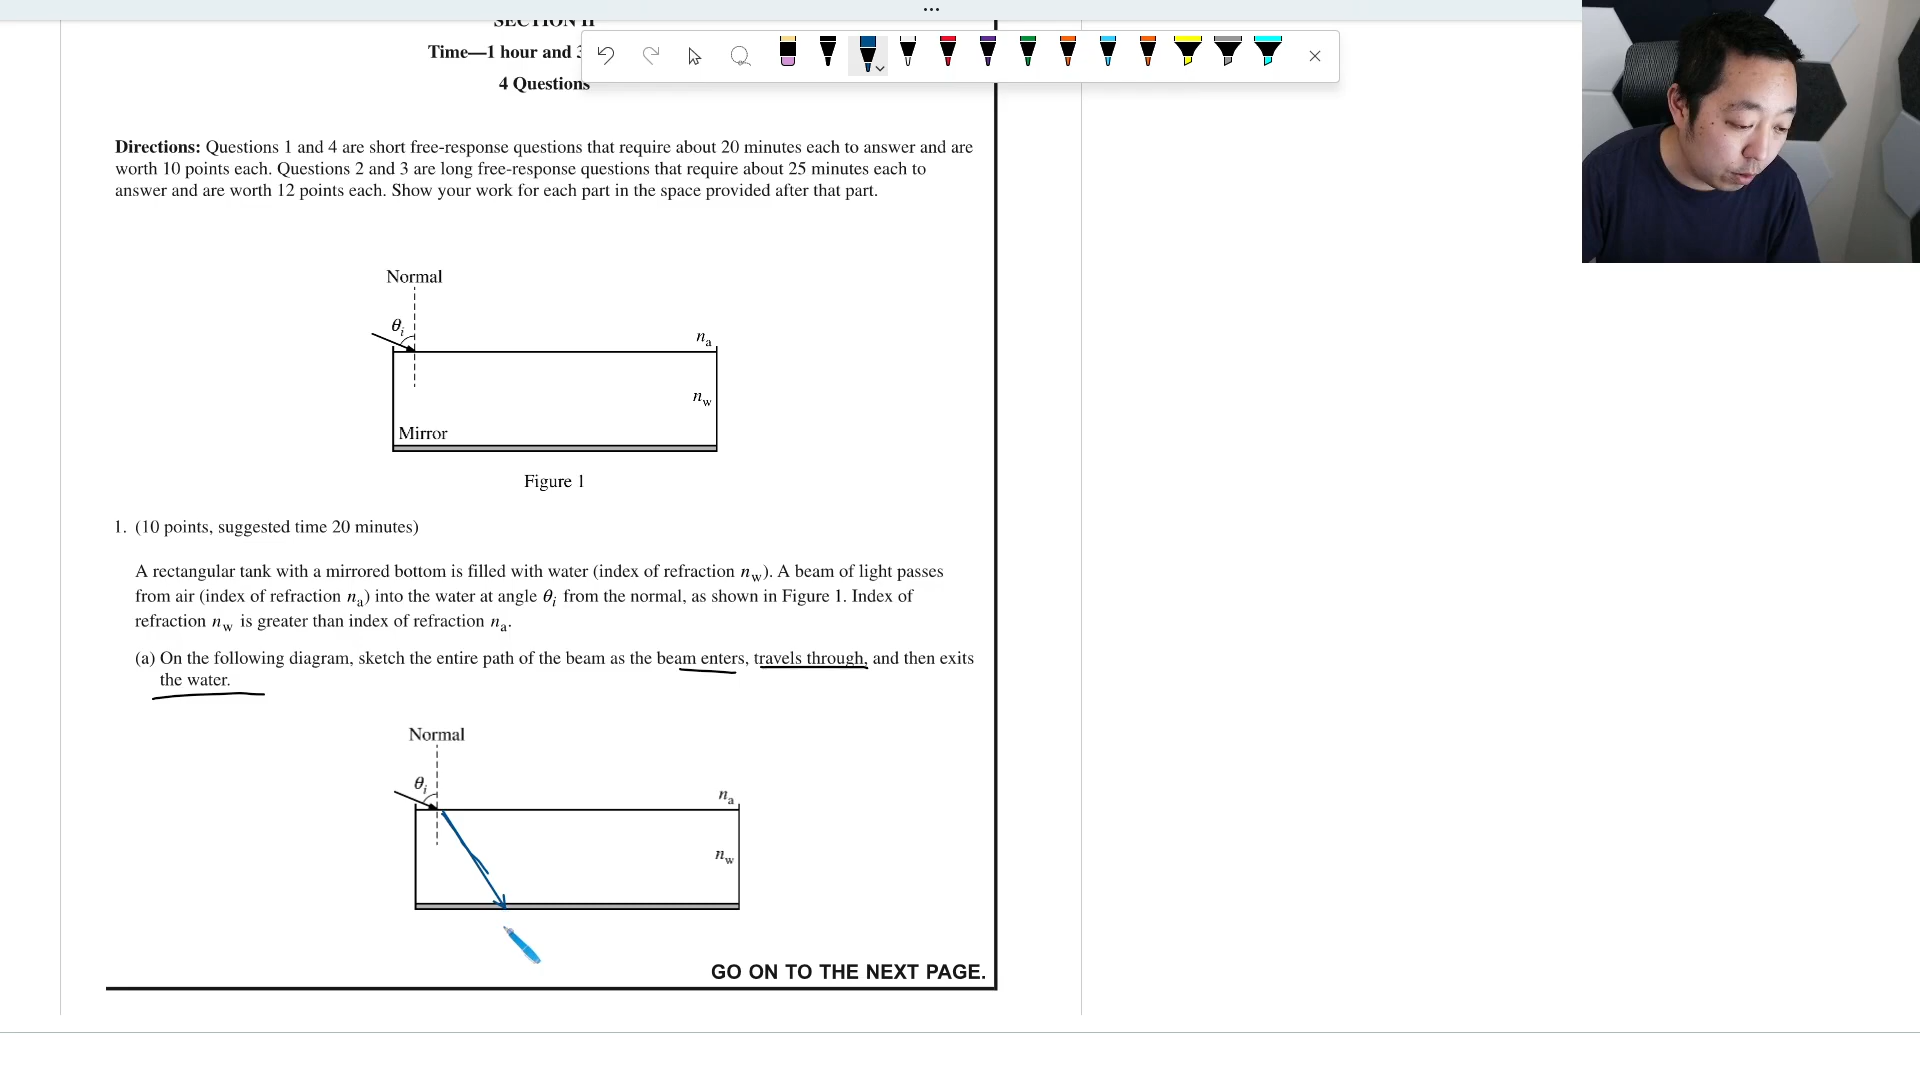 SECTION II
Time—1 hour and 3
4 Questions
Directions: Questions 1 and 4 are short free-response questions that require about 20 minutes each to answer and are
worth 10 points each. Questions 2 and 3 are long free-response questions that require about 25 minutes each to
answer and are worth 12 points each. Show your work for each part in the space provided after that part.
Normal
θi
na
nw
Mirror
Figure 1
1. (10 points, suggested time 20 minutes)
A rectangular tank with a mirrored bottom is filled with water (index of refraction nw). A beam of light passes
from air (index of refraction na) into the water at angle θi from the normal, as shown in Figure 1. Index of
refraction nw is greater than index of refraction na.
(a) On the following diagram, sketch the entire path of the beam as the beam enters, travels through, and then exits
the water.
Normal
θi
na
nw
GO ON TO THE NEXT PAGE.